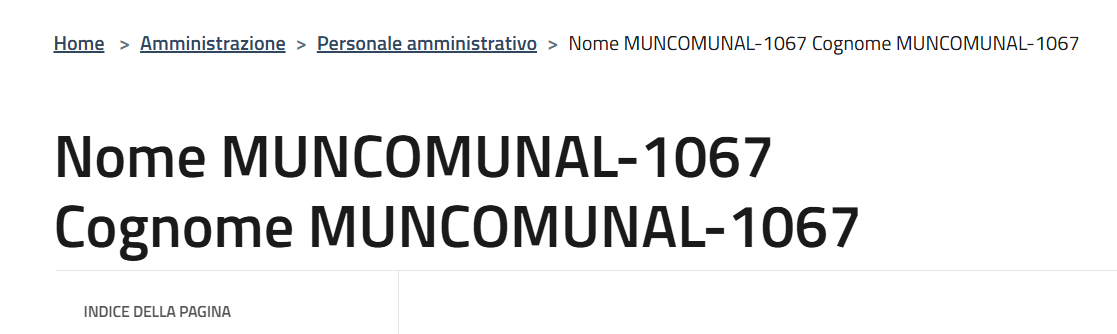 Home > Amministrazione > Personale amministrativo > Nome MUNCOMUNAL-1067 Cognome MUNCOMUNAL-1067
Nome MUNCOMUNAL-1067
Cognome MUNCOMUNAL-1067
INDICE DELLA PAGINA